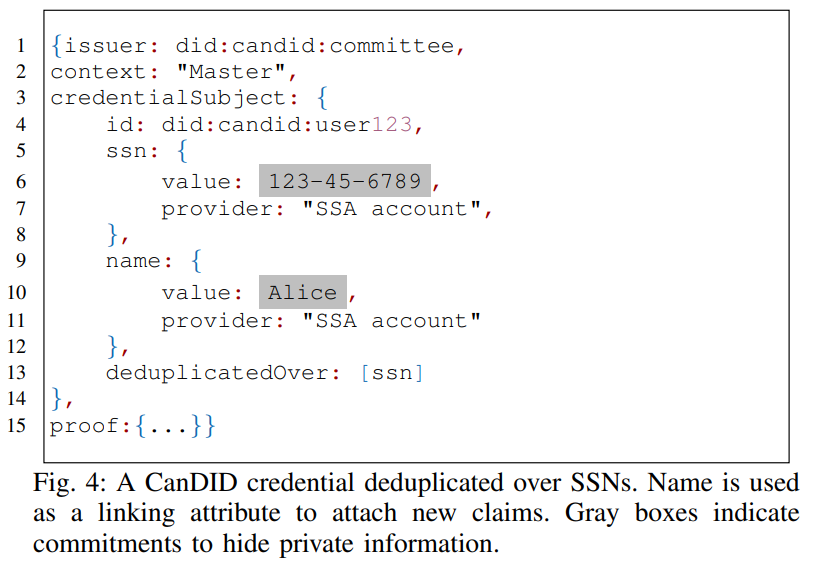 1 {issuer: did:candid:committee,
2 context: "Master",
3 credentialSubject: {
4 id: did:candid:user123,
5 ssn: {
6 value: 123-45-6789 ,
7 provider: "SSA account",
8 },
9 name: {
10 value: Alice ,
11 provider: "SSA account"
12 },
13 deduplicatedOver: [ssn]
14 },
15 proof:{...}}
Fig. 4: A CanDID credential deduplicated over SSNs. Name is used
as a linking attribute to attach new claims. Gray boxes indicate
commitments to hide private information.